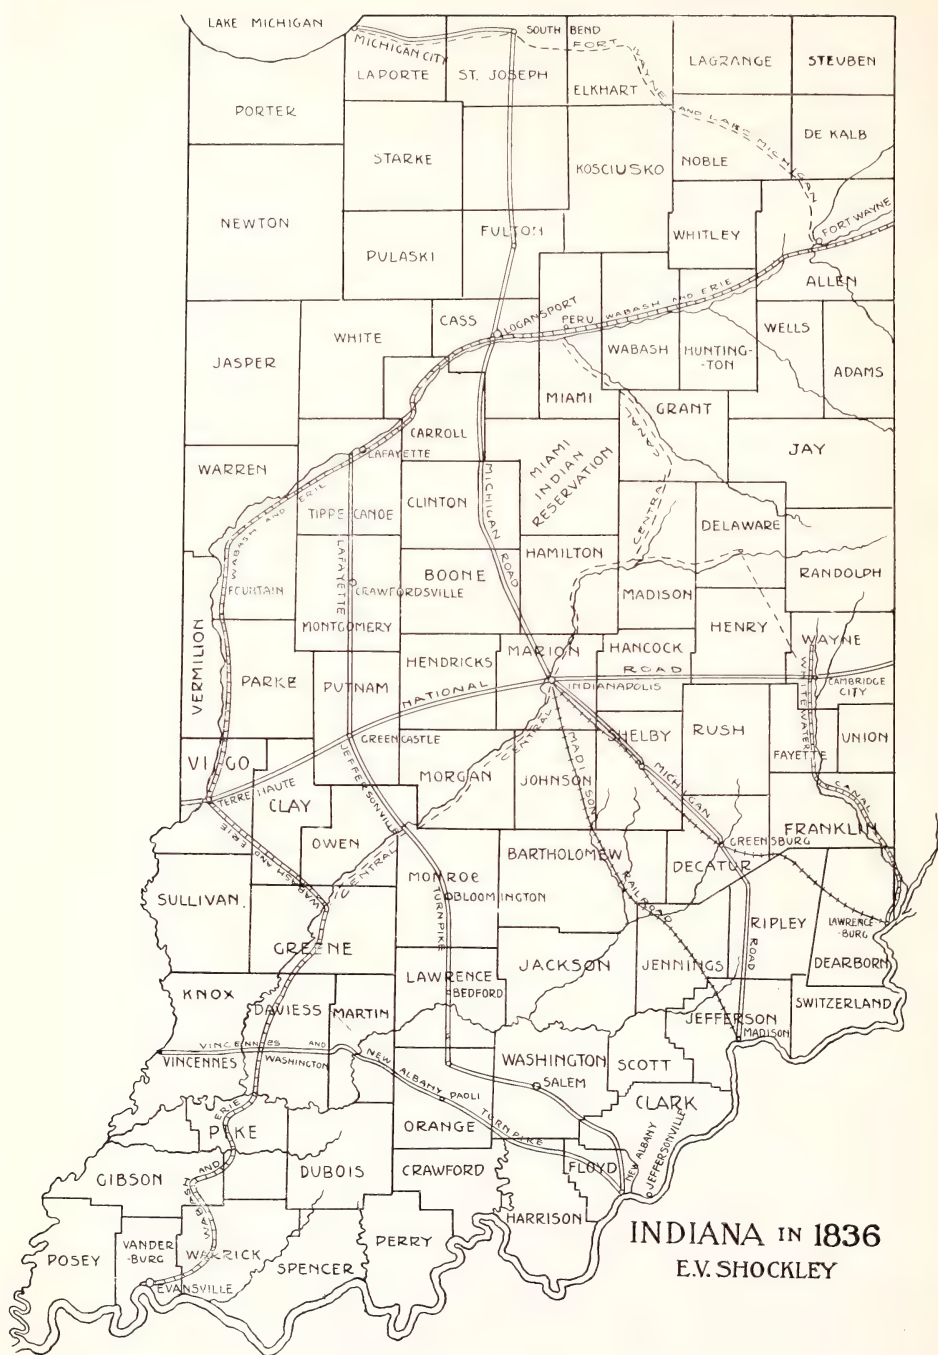 LAKE MICHIGAN
MICHIGAN CITY
SOUTH BEND
FORT WAYNE AND LAKE MICHIGAN
LAPORTE
ST. JOSEPH
ELKHART
LAGRANGE
STEUBEN
PORTER
STARKE
KOSCIUSKO
NOBLE
DE KALB
NEWTON
PULASKI
FULTON
WHITLEY
FORT WAYNE
ALLEN
JASPER
WHITE
CASS
LOGANSPORT
PERU
WABASH AND ERIE
MIAMI
WABASH
HUNTING-
-TON
WELLS
ADAMS
WARREN
LAFAYETTE
CARROLL
MIAMI
INDIAN
RESERVATION
GRANT
CANAL
CENTRAL
JAY
WABASH AND ERIE
TIPPECANOE
CLINTON
MICHIGAN ROAD
DELAWARE
FOUNTAIN
LAFAYETTE
CRAWFORDSVILLE
BOONE
HAMILTON
MADISON
RANDOLPH
VERMILION
MONTGOMERY
HENDRICKS
MARION
HANCOCK
HENRY
WAYNE
PARKE
PUTNAM
NATIONAL
ROAD
INDIANAPOLIS
CAMBRIDGE
CITY
WHITEWATER
CANAL
VIGO
GREENCASTLE
CENTRAL
MORGAN
JOHNSON
MADISON
RAILROAD
SHELBY
MICHIGAN
ROAD
RUSH
FAYETTE
UNION
TERRE HAUTE
CLAY
JEFFERSONVILLE
TURNPIKE
WABASH AND ERIE
OWEN
CENTRAL
MONROE
BLOOMINGTON
BARTHOLOMEW
DECATUR
GREENSBURG
FRANKLIN
SULLIVAN
GREENE
RIPLEY
LAWRENCE-
-BURG
DEARBORN
LAWRENCE
BEDFORD
JACKSON
JENNINGS
KNOX
DAVIESS
MARTIN
JEFFERSON
MADISON
SWITZERLAND
VINCENNES AND
NEW ALBANY
TURNPIKE
VINCENNES
WASHINGTON
WASHINGTON
SALEM
SCOTT
PAOLI
CLARK
WABASH AND ERIE
PIKE
ORANGE
GIBSON
DUBOIS
CRAWFORD
FLOYD
NEW ALBANY
JEFFERSONVILLE
HARRISON
POSEY
VANDER
-BURG
WARRICK
EVANSVILLE
SPENCER
PERRY
INDIANA IN 1836
E.V. SHOCKLEY